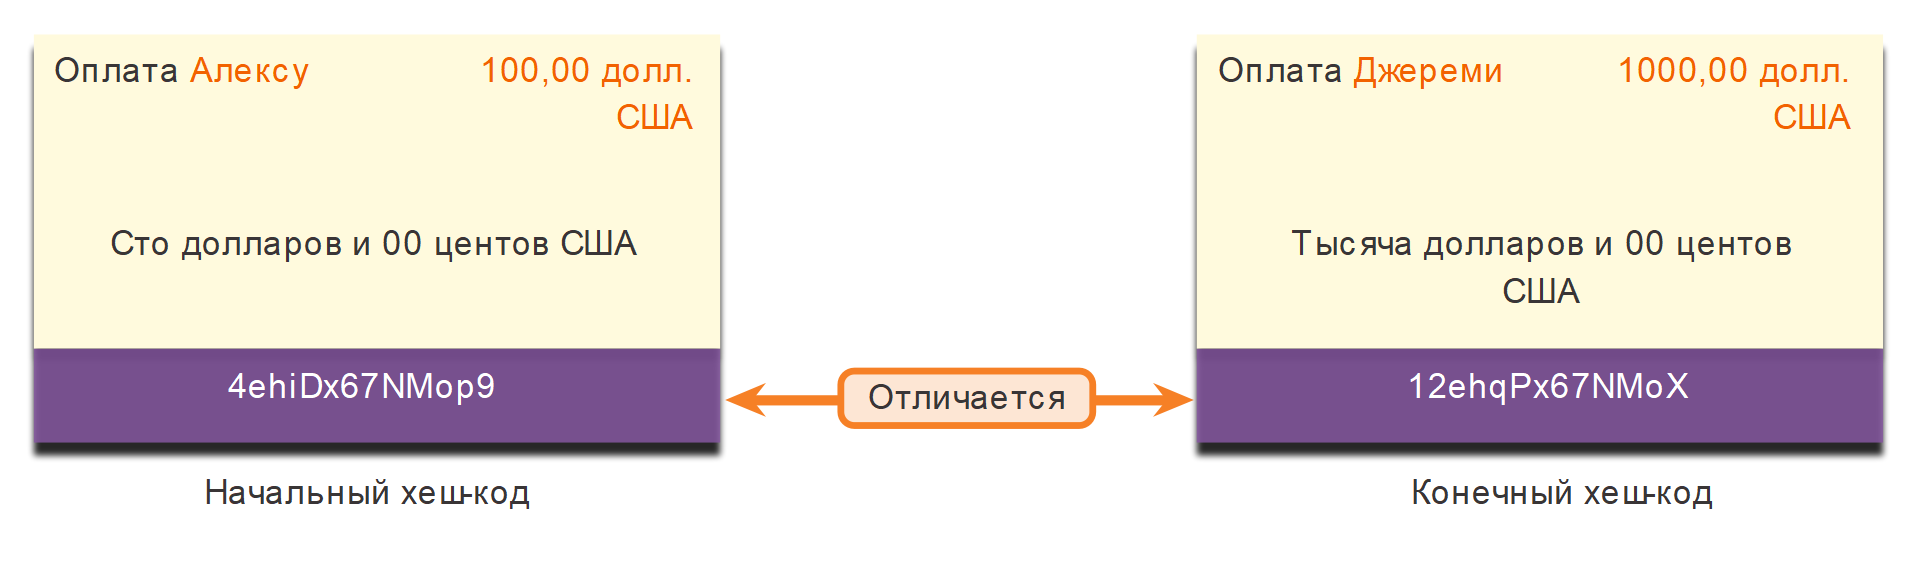 Оплата Алексу 100,00 долл.
США
Сто долларов и 00 центов США
4ehiDx67NMop9
Начальный хеш-код
Отличается
Оплата Джереми 1000,00 долл.
США
Тысяча долларов и 00 центов
США
12ehqPx67NMoX
Конечный хеш-код